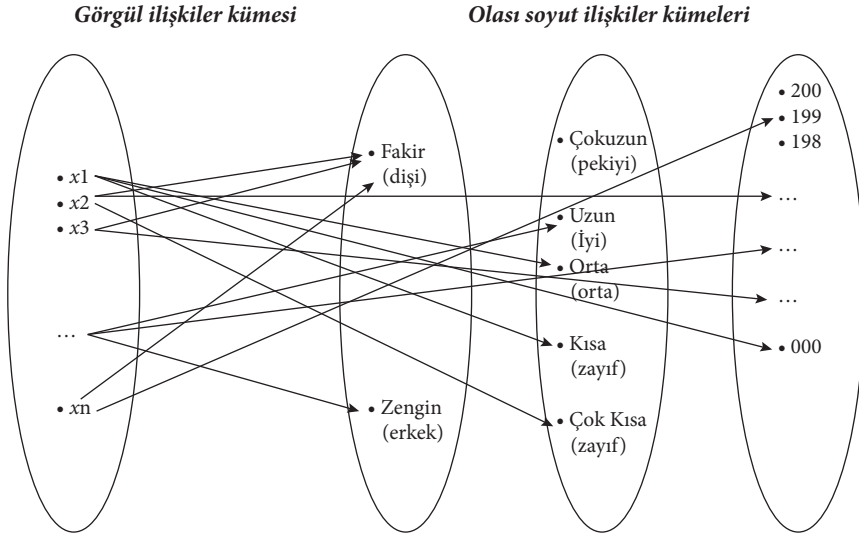 Görgül ilişkiler kümesi
Olası soyut ilişkiler kümeleri
• x1
• x2
• x3
…
• xn
• Fakir
(dişi)
• Zengin
(erkek)
• Çokuzun
(pekiyi)
• Uzun
(İyi)
• Orta
(orta)
• Kısa
(zayıf)
• Çok Kısa
(zayıf)
• 200
• 199
• 198
…
…
…
• 000